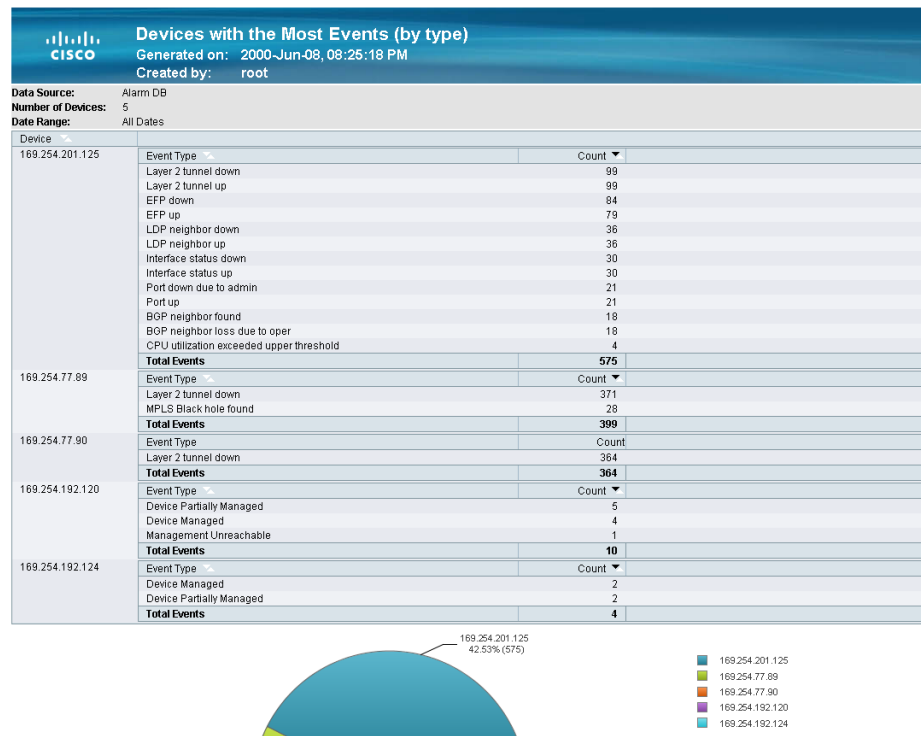 CISCO
Devices with the Most Events (by type)
Generated on: 2000-Jun-08, 08:25:18 PM
Created by: root
Data Source: Alarm DB
Number of Devices: 5
Date Range: All Dates
Device
169.254.201.125 Event Type Count
Layer 2 tunnel down 99
Layer 2 tunnel up 99
EFP down 84
EFP up 79
LDP neighbor down 36
LDP neighbor up 36
Interface status down 30
Interface status up 30
Port down due to admin 21
Port up 21
BGP neighbor found 18
BGP neighbor loss due to oper 18
CPU utilization exceeded upper threshold 4
Total Events 575
169.254.77.89 Event Type Count
Layer 2 tunnel down 371
MPLS Black hole found 28
Total Events 399
169.254.77.90 Event Type Count
Layer 2 tunnel down 364
Total Events 364
169.254.192.120 Event Type Count
Device Partially Managed 5
Device Managed 4
Management Unreachable 1
Total Events 10
169.254.192.124 Event Type Count
Device Managed 2
Device Partially Managed 2
Total Events 4
169.254.201.125
42.53% (575)
169.254.201.125
169.254.77.89
169.254.77.90
169.254.192.120
169.254.192.124